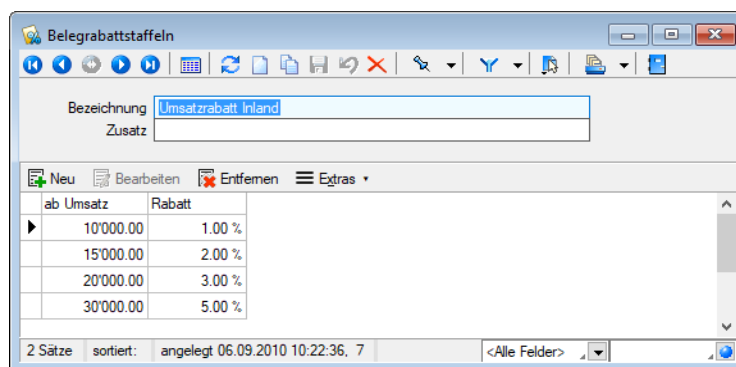 Belegrabattstaffeln
Bezeichnung Umsatzrabatt Inland
Zusatz
Neu Bearbeiten Entfernen Extras
ab Umsatz Rabatt
10'000.00 1.00 %
15'000.00 2.00 %
20'000.00 3.00 %
30'000.00 5.00 %
2 Sätze sortiert: angelegt 06.09.2010 10:22:36, 7 <Alle Felder>